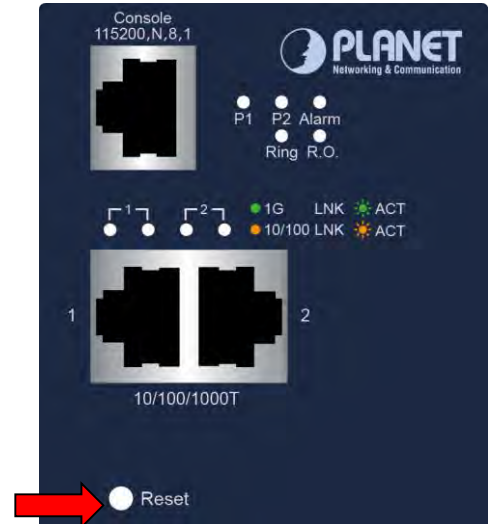 Console
115200,N,8,1
PLANET
Networking & Communication
P1 P2 Alarm
Ring R.O.
1 2 1G LNK ACT
10/100 LNK ACT
1 2
10/100/1000T
Reset